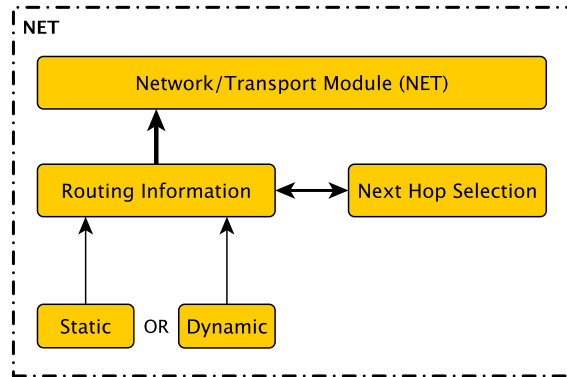 NET
Network/Transport Module (NET)
Routing Information
Next Hop Selection
Static
OR
Dynamic